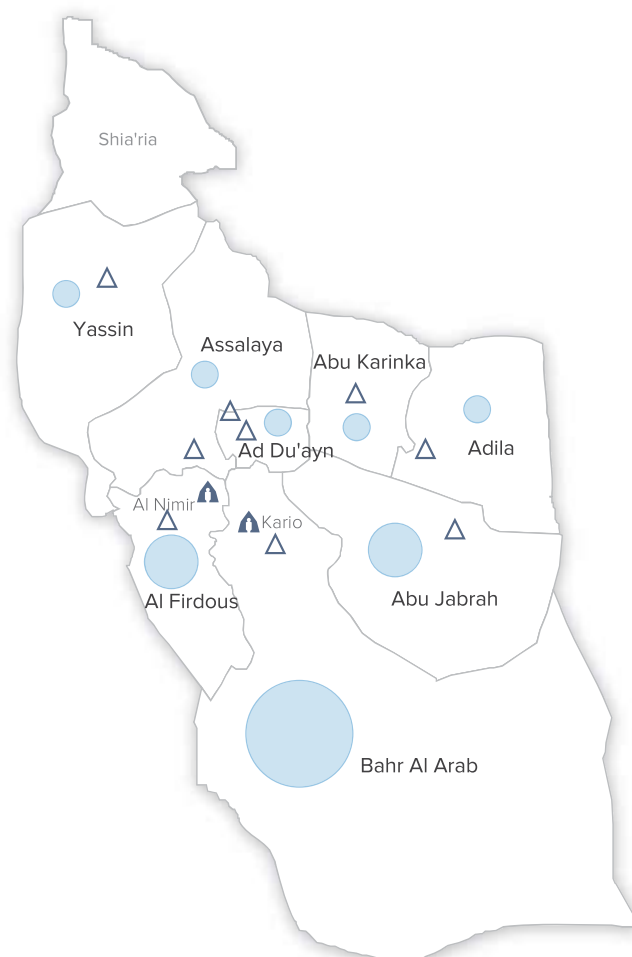 Shia'ria
Yassin
Assalaya
Abu Karinka
Adila
Ad Du'ayn
Al Nimir
Kario
Al Firdous
Abu Jabrah
Bahr Al Arab